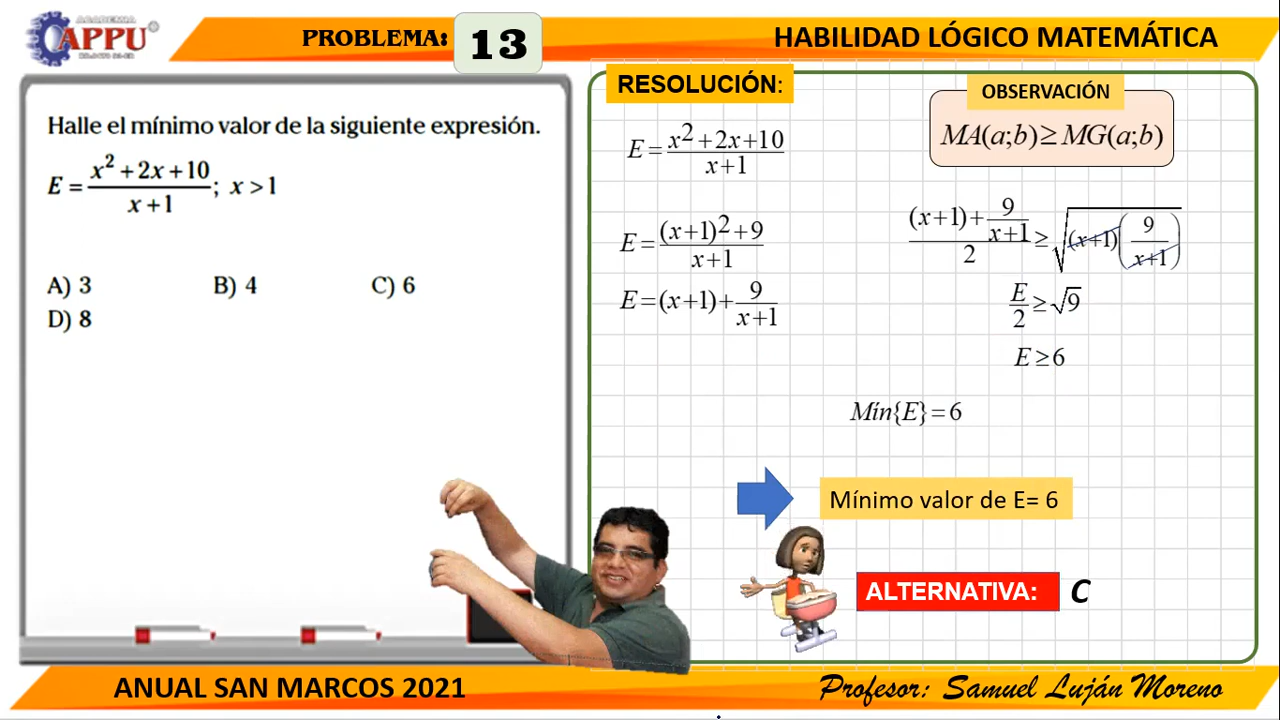 ACADEMIA
APPU
PROBLEMA: 13
HABILIDAD LÓGICO MATEMÁTICA
Halle el mínimo valor de la siguiente expresión.
E = (x² + 2x + 10)/(x + 1); x > 1
A) 3 B) 4 C) 6
D) 8
RESOLUCIÓN:
E = (x² + 2x + 10)/(x + 1)
E = ((x+1)² + 9)/(x+1)
E = (x+1) + 9/(x+1)
OBSERVACIÓN
MA(a;b) ≥ MG(a;b)
((x+1) + 9/(x+1))/2 ≥ √((x+1)(9/(x+1)))
E/2 ≥ √9
E ≥ 6
Mín{E} = 6
Mínimo valor de E= 6
ALTERNATIVA: C
ANUAL SAN MARCOS 2021
Profesor: Samuel Luján Moreno